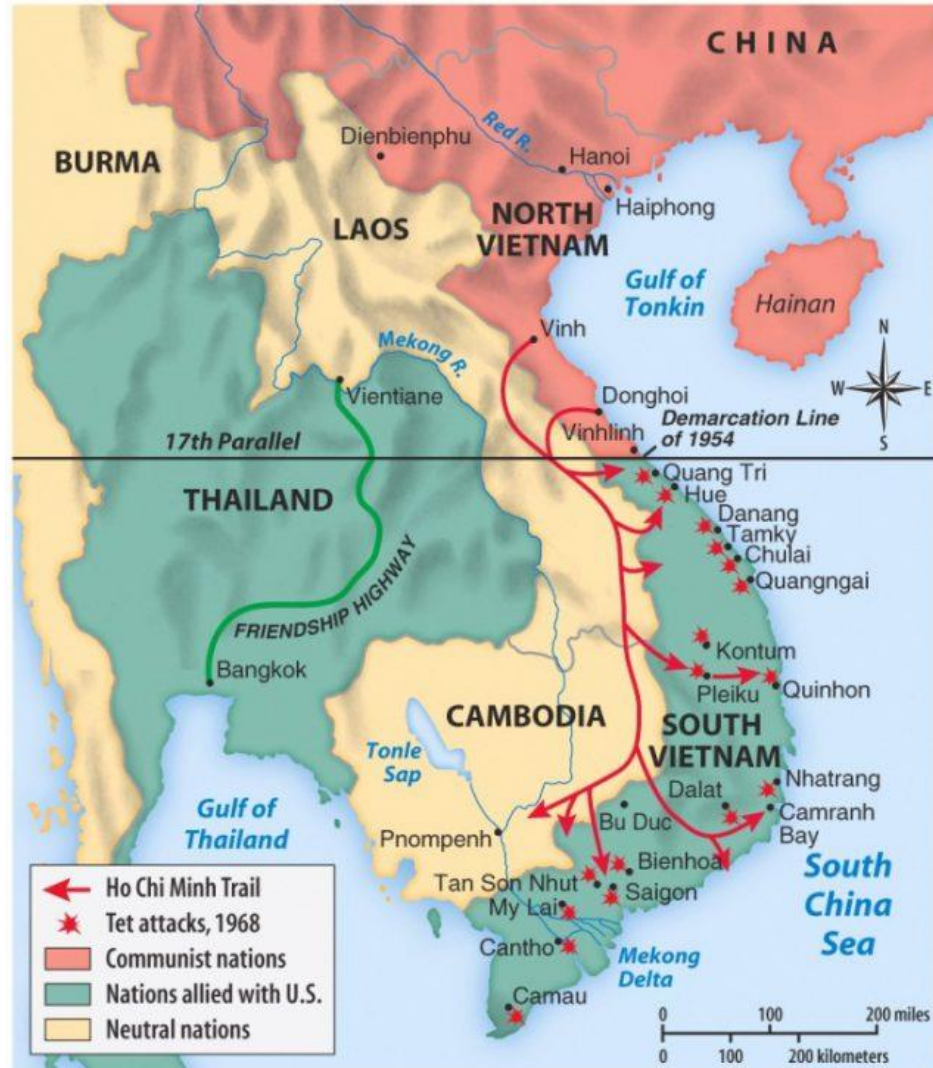 CHINA
Dienbienphu
Red R.
Hanoi
BURMA
Haiphong
LAOS
NORTH
VIETNAM
Gulf of
Tonkin
Hainan
Vinh
Mekong R.
N
W
E
S
Vientiane
Donghoi
Demarcation Line
of 1954
17th Parallel
Vinhlinh
Quang Tri
Hue
THAILAND
Danang
Tamky
Chulai
Quangngai
FRIENDSHIP HIGHWAY
Kontum
Bangkok
Pleiku
Quinhon
CAMBODIA
SOUTH
VIETNAM
Tonle
Sap
Nhatrang
Dalat
Gulf of
Thailand
Camranh
Bay
Bu Duc
Pnompenh
Bienhoa
South
China
Sea
Tan Son Nhut
Saigon
My Lai
Cantho
Mekong
Delta
Camau
Ho Chi Minh Trail
Tet attacks, 1968
Communist nations
Nations allied with U.S.
Neutral nations
0 100 200 miles
0 100 200 kilometers